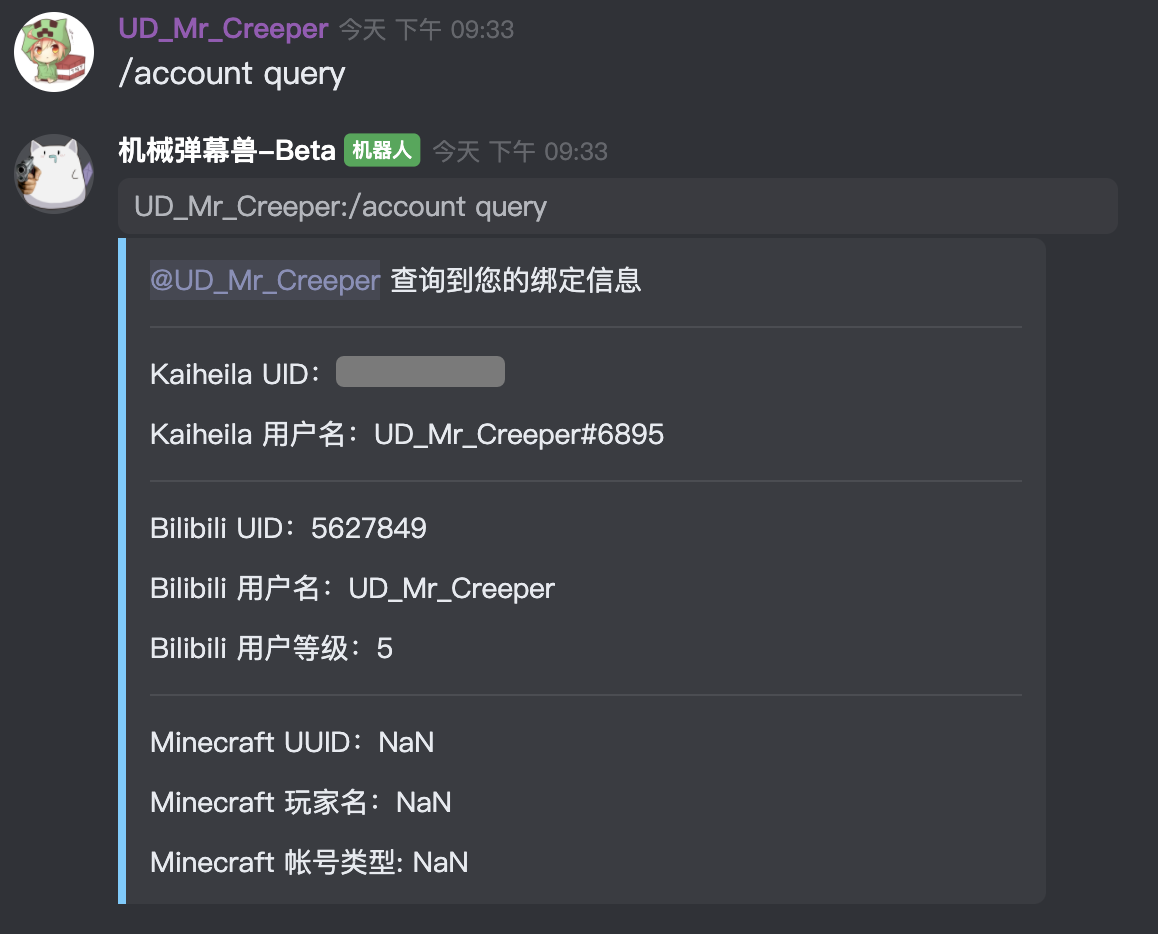 UD_Mr_Creeper 今天 下午 09:33
/account query
机械弹幕兽-Beta 机器人 今天 下午 09:33
UD_Mr_Creeper:/account query
@UD_Mr_Creeper 查询到您的绑定信息
Kaiheila UID：
Kaiheila 用户名：UD_Mr_Creeper#6895
Bilibili UID：5627849
Bilibili 用户名：UD_Mr_Creeper
Bilibili 用户等级：5
Minecraft UUID：NaN
Minecraft 玩家名：NaN
Minecraft 帐号类型: NaN